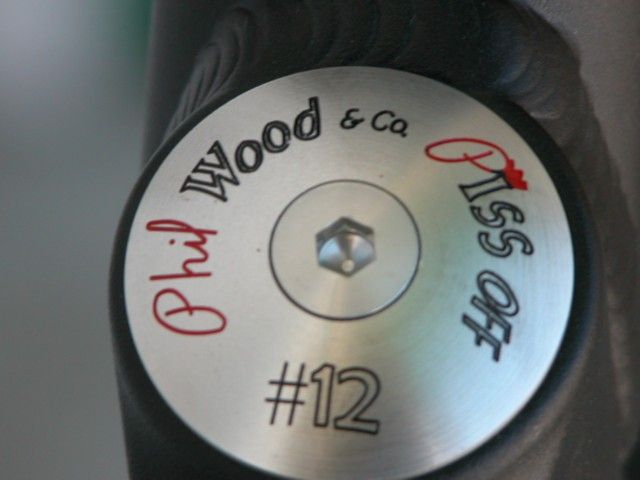 Phil Wood & Co.
PISS OFF
#12